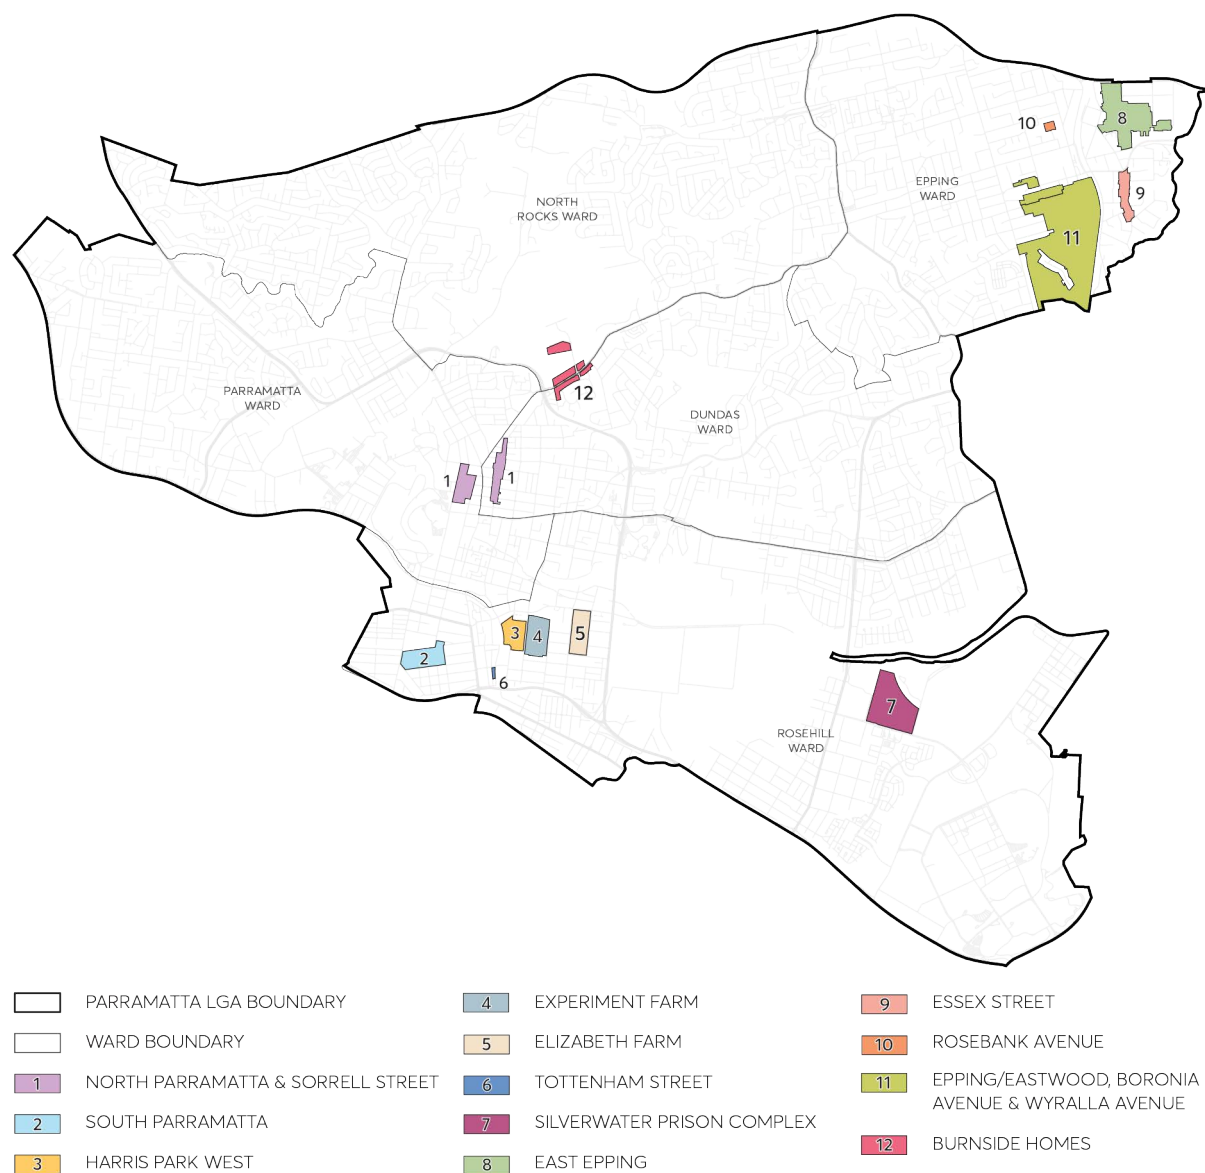 10
8
EPPING
WARD
9
NORTH
ROCKS WARD
11
12
PARRAMATTA
WARD
DUNDAS
WARD
1
1
3
4
5
2
6
7
ROSEHILL
WARD
PARRAMATTA LGA BOUNDARY
WARD BOUNDARY
1 NORTH PARRAMATTA & SORRELL STREET
2 SOUTH PARRAMATTA
3 HARRIS PARK WEST
4 EXPERIMENT FARM
5 ELIZABETH FARM
6 TOTTENHAM STREET
7 SILVERWATER PRISON COMPLEX
8 EAST EPPING
9 ESSEX STREET
10 ROSEBANK AVENUE
11 EPPING/EASTWOOD, BORONIA
AVENUE & WYRALLA AVENUE
12 BURNSIDE HOMES